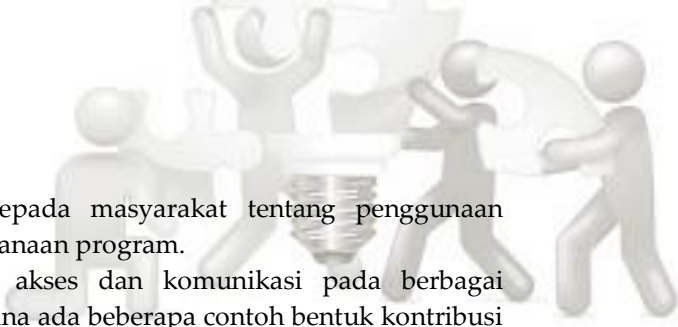 epada masyarakat tentang penggunaan
anaan program.
akses dan komunikasi pada berbagai
na ada beberapa contoh bentuk kontribusi